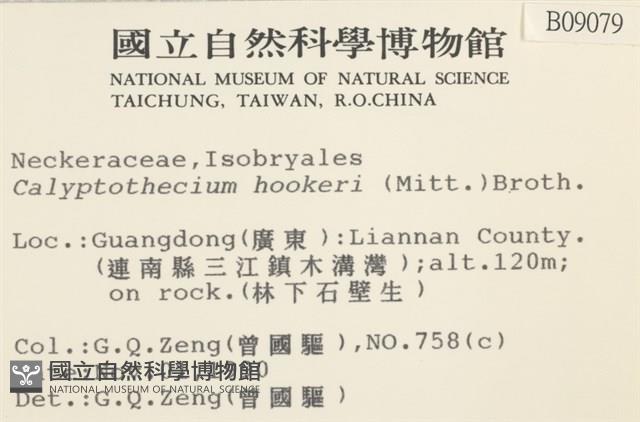 B09079
國立自然科學博物館
NATIONAL MUSEUM OF NATURAL SCIENCE
TAICHUNG, TAIWAN, R.O.CHINA
Neckeraceae,Isobryales
Calyptothecium hookeri (Mitt.)Broth.
Loc.:Guangdong(廣東):Liannan County.
(連南縣三江鎮木溝灣);alt.120m;
on rock.(林下石壁生)
Col.:G.Q.Zeng(曾國驅),NO.758(c)
國立自然科學博物館
NATIONAL MUSEUM OF NATURAL SCIENCE
Det.:G.Q.Zeng(曾國驅)